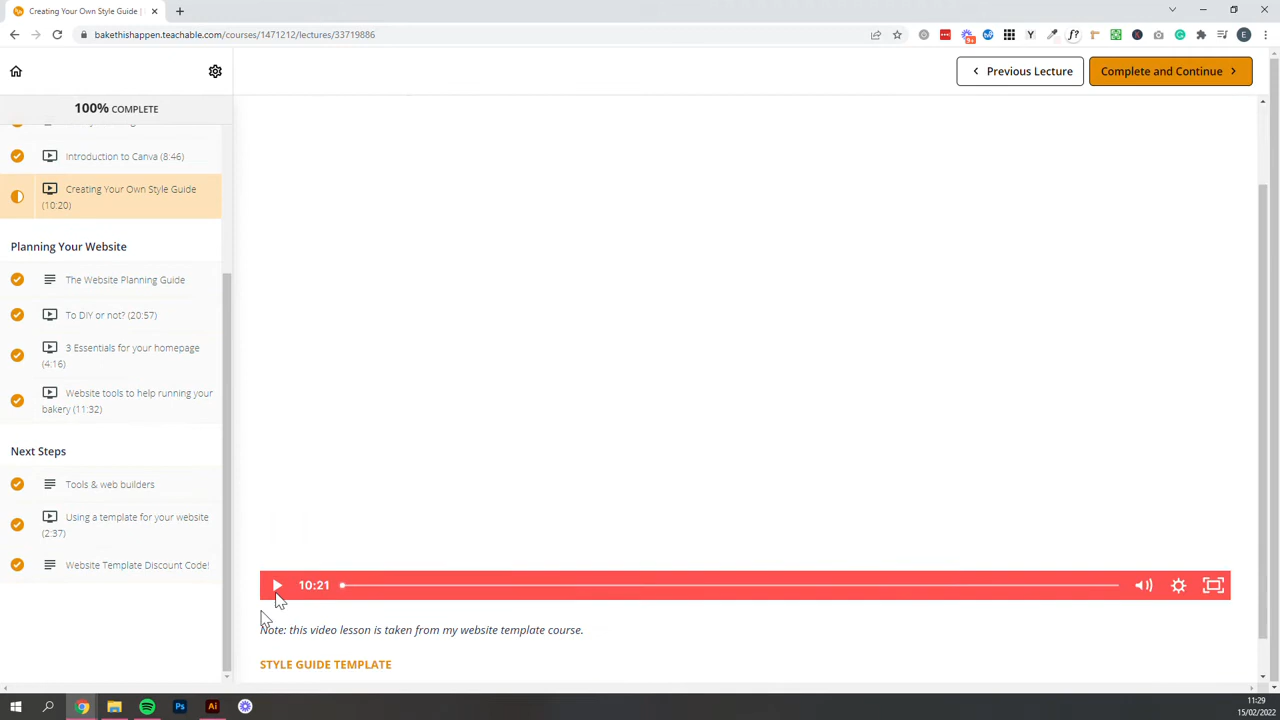 Creating Your Own Style Guide |
bakethishappen.teachable.com/courses/1471212/lectures/33719886
9+
Y
f?
E
Previous Lecture
Complete and Continue
100% COMPLETE
Introduction to Canva (8:46)
Creating Your Own Style Guide
(10:20)
Planning Your Website
The Website Planning Guide
To DIY or not? (20:57)
3 Essentials for your homepage
(4:16)
Website tools to help running your
bakery (11:32)
Next Steps
Tools & web builders
Using a template for your website
(2:37)
Website Template Discount Code!
10:21
Note: this video lesson is taken from my website template course.
STYLE GUIDE TEMPLATE
Ps
Ai
11:29
15/02/2022